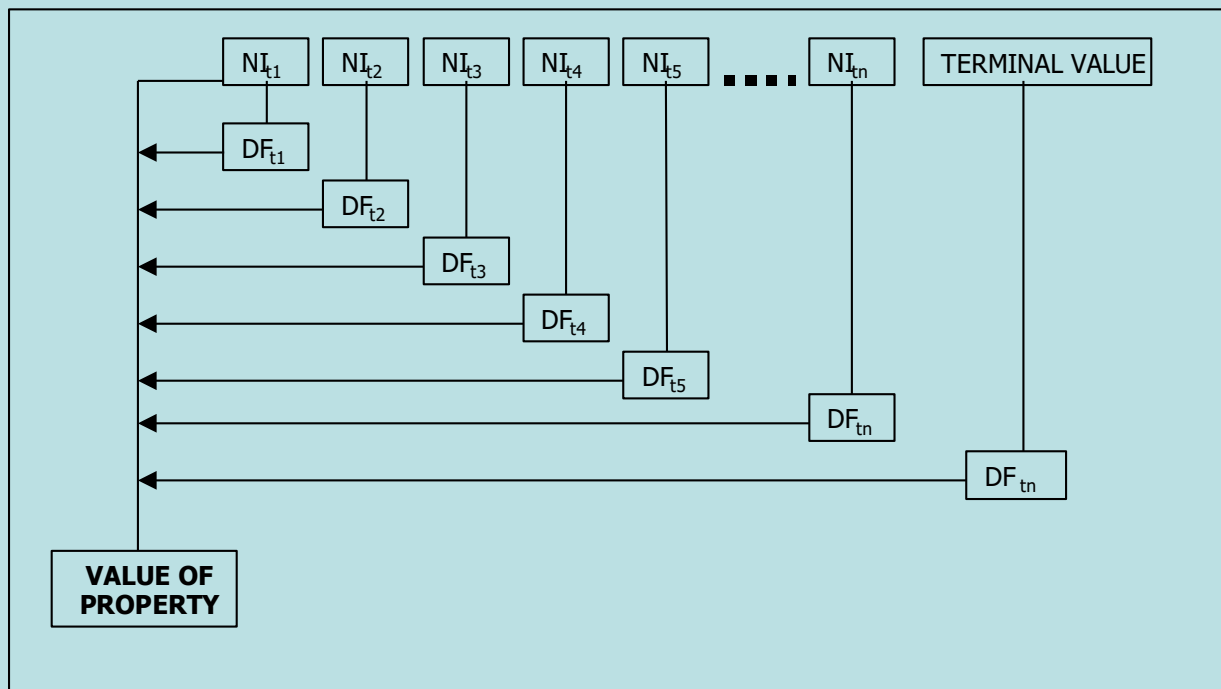 NIt1 NIt2 NIt3 NIt4 NIt5 NItn TERMINAL VALUE
DFt1
DFt2
DFt3
DFt4
DFt5
DFtn
DF tn
VALUE OF
PROPERTY